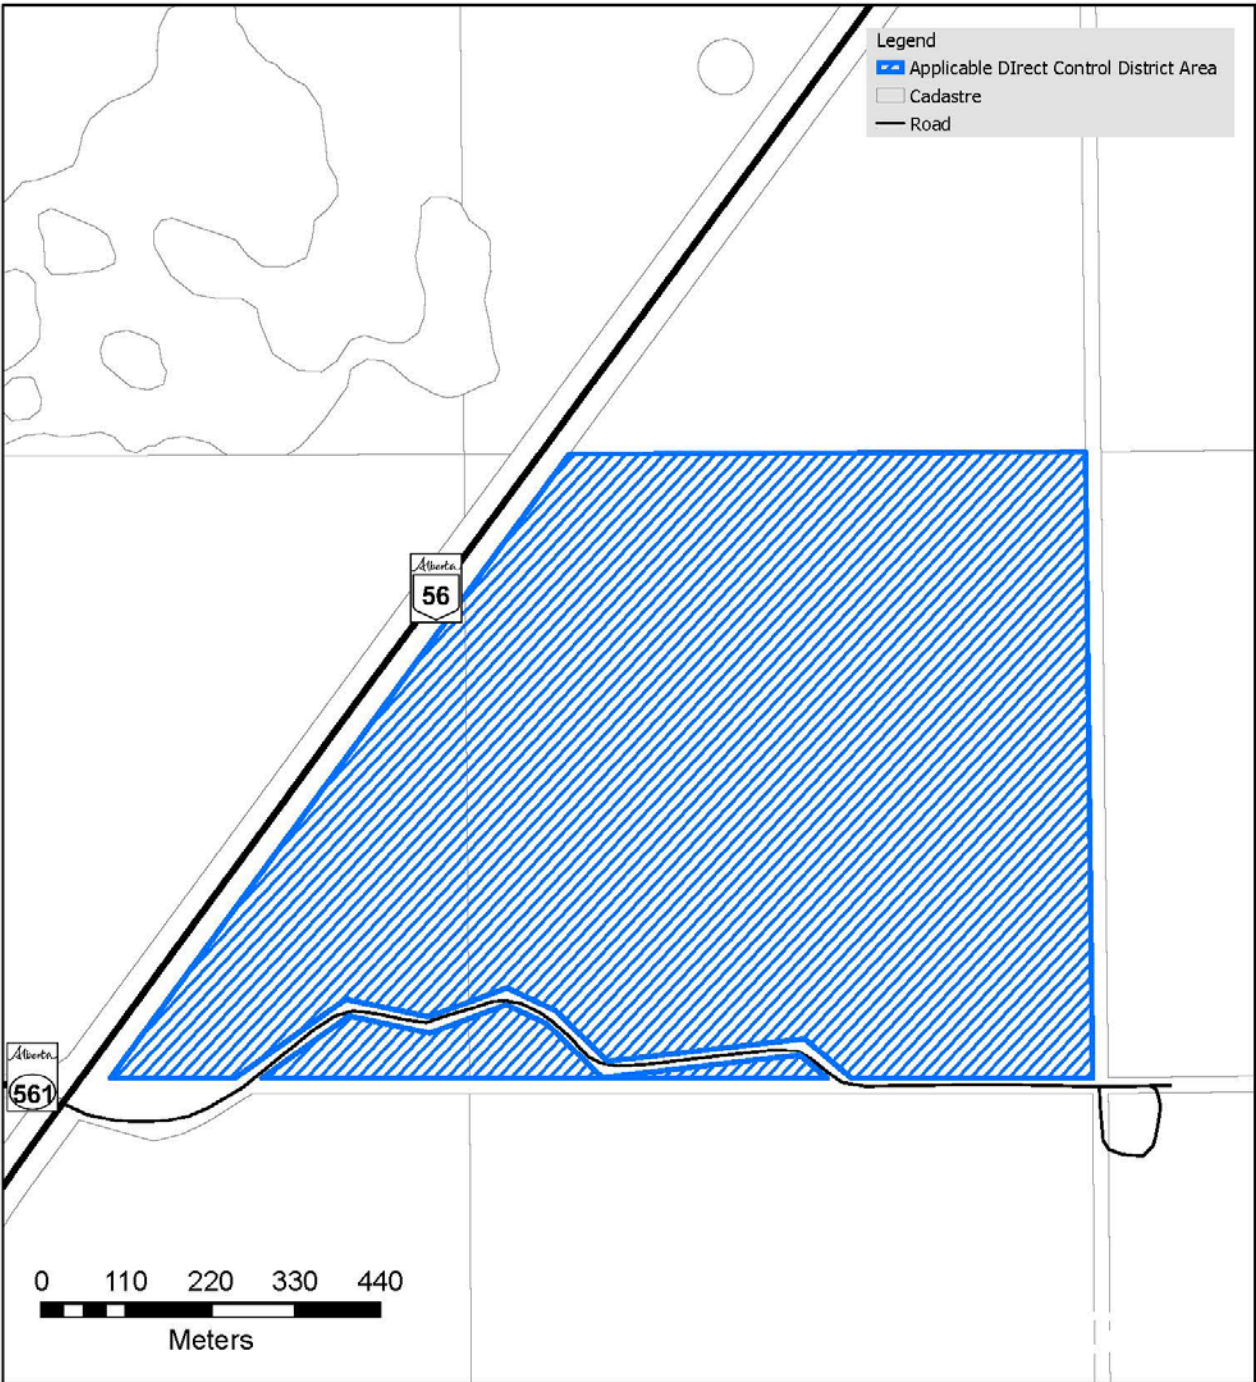 Legend
Applicable DIrect Control District Area
Cadastre
Road
Alberta
56
Alberta
561
0 110 220 330 440
Meters